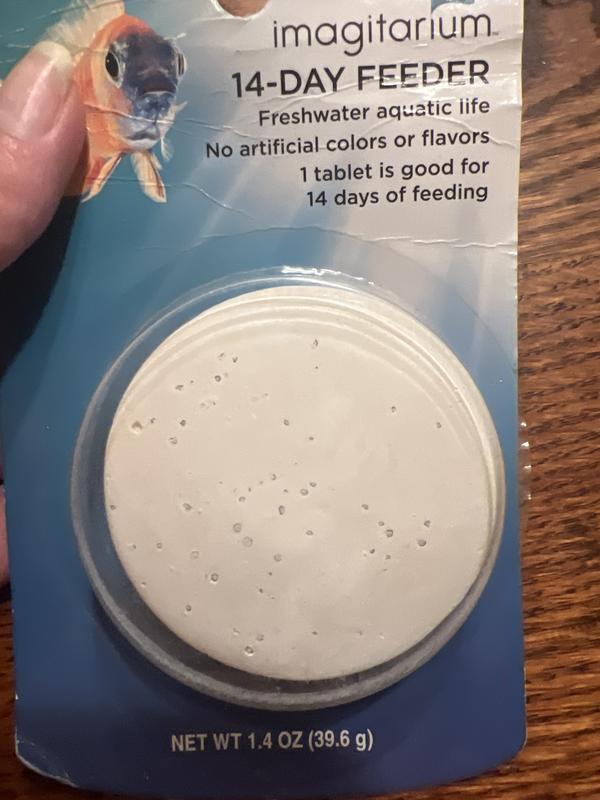 imagitarium™
14-DAY FEEDER
Freshwater aquatic life
No artificial colors or flavors
1 tablet is good for
14 days of feeding
NET WT 1.4 OZ (39.6 g)